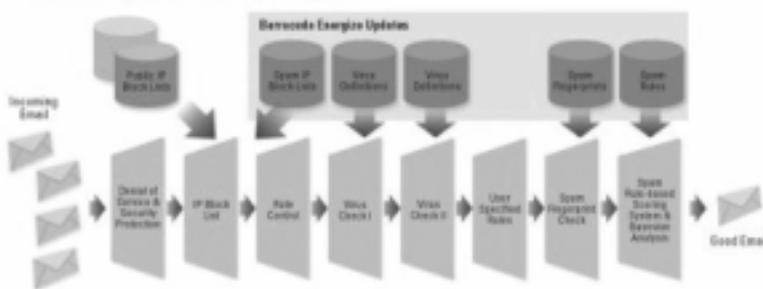 Barracuda Energize Updates
Public IP
Block Lists
Spam IP
Block Lists
Virus
Definitions
Virus
Definitions
Spam
Fingerprints
Spam
Rules
Incoming
Email
Denial of
Service &
Security
Protection
IP Block
List
Rate
Control
Virus
Check I
Virus
Check II
User
Specified
Rules
Spam
Fingerprint
Check
Spam
Rule-based
Scoring
System &
Bayesian
Analysis
Good Email